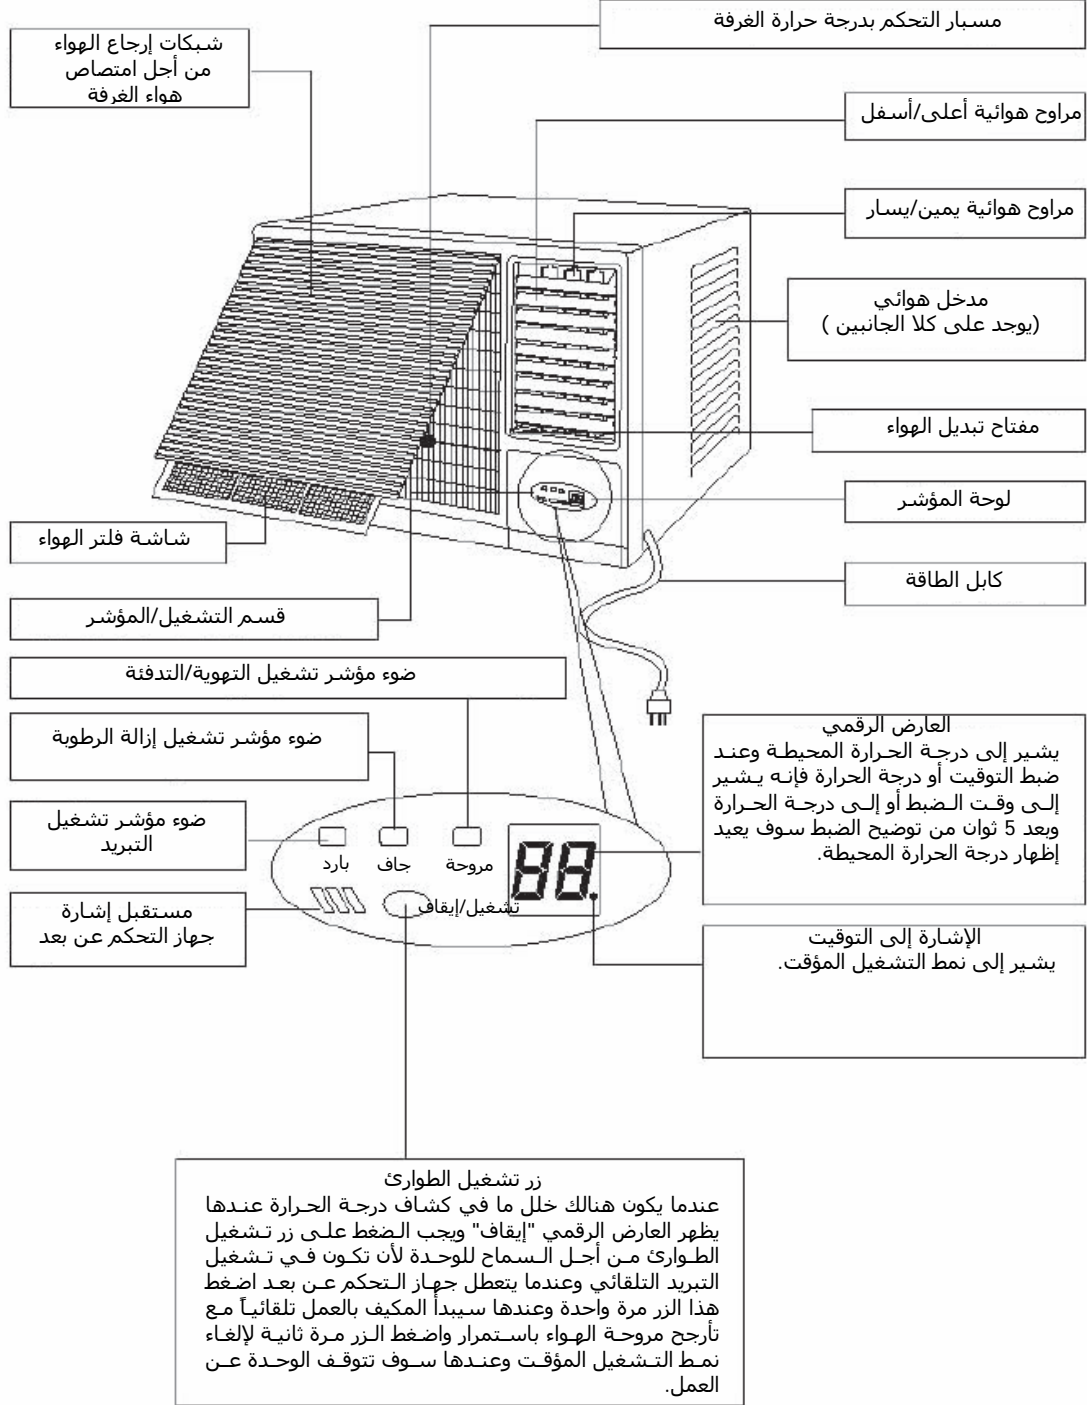 مسبار التحكم بدرجة حرارة الغرفة
شبكات إرجاع الهواء
من أجل امتصاص
هواء الغرفة
مراوح هوائية أعلى/أسفل
مراوح هوائية يمين/يسار
مدخل هوائي
(يوجد على كلا الجانبين )
مفتاح تبديل الهواء
لوحة المؤشر
شاشة فلتر الهواء
كابل الطاقة
قسم التشغيل/المؤشر
ضوء مؤشر تشغيل التهوية/التدفئة
ضوء مؤشر تشغيل إزالة الرطوبة
العارض الرقمي
يشير إلى درجة الحرارة المحيطة وعند
ضبط التوقيت أو درجة الحرارة فإنه يشير
إلى وقت الضبط أو إلى درجة الحرارة
وبعد 5 ثوان من توضيح الضبط سوف يعيد
إظهار درجة الحرارة المحيطة.
ضوء مؤشر تشغيل
التبريد
مروحة
جاف
بارد
88.
تشغيل/إيقاف
مستقبل إشارة
جهاز التحكم عن بعد
الإشارة إلى التوقيت
يشير إلى نمط التشغيل المؤقت.
زر تشغيل الطوارئ
عندما يكون هنالك خلل ما في كشاف درجة الحرارة عندها
يظهر العارض الرقمي "إيقاف" ويجب الضغط على زر تشغيل
الطوارئ من أجل السماح للوحدة لأن تكون في تشغيل
التبريد التلقائي وعندما يتعطل جهاز التحكم عن بعد اضغط
هذا الزر مرة واحدة وعندها سيبدأ المكيف بالعمل تلقائياً مع
تأرجح مروحة الهواء باستمرار واضغط الزر مرة ثانية لإلغاء
نمط التشغيل المؤقت وعندها سوف تتوقف الوحدة عن
العمل.